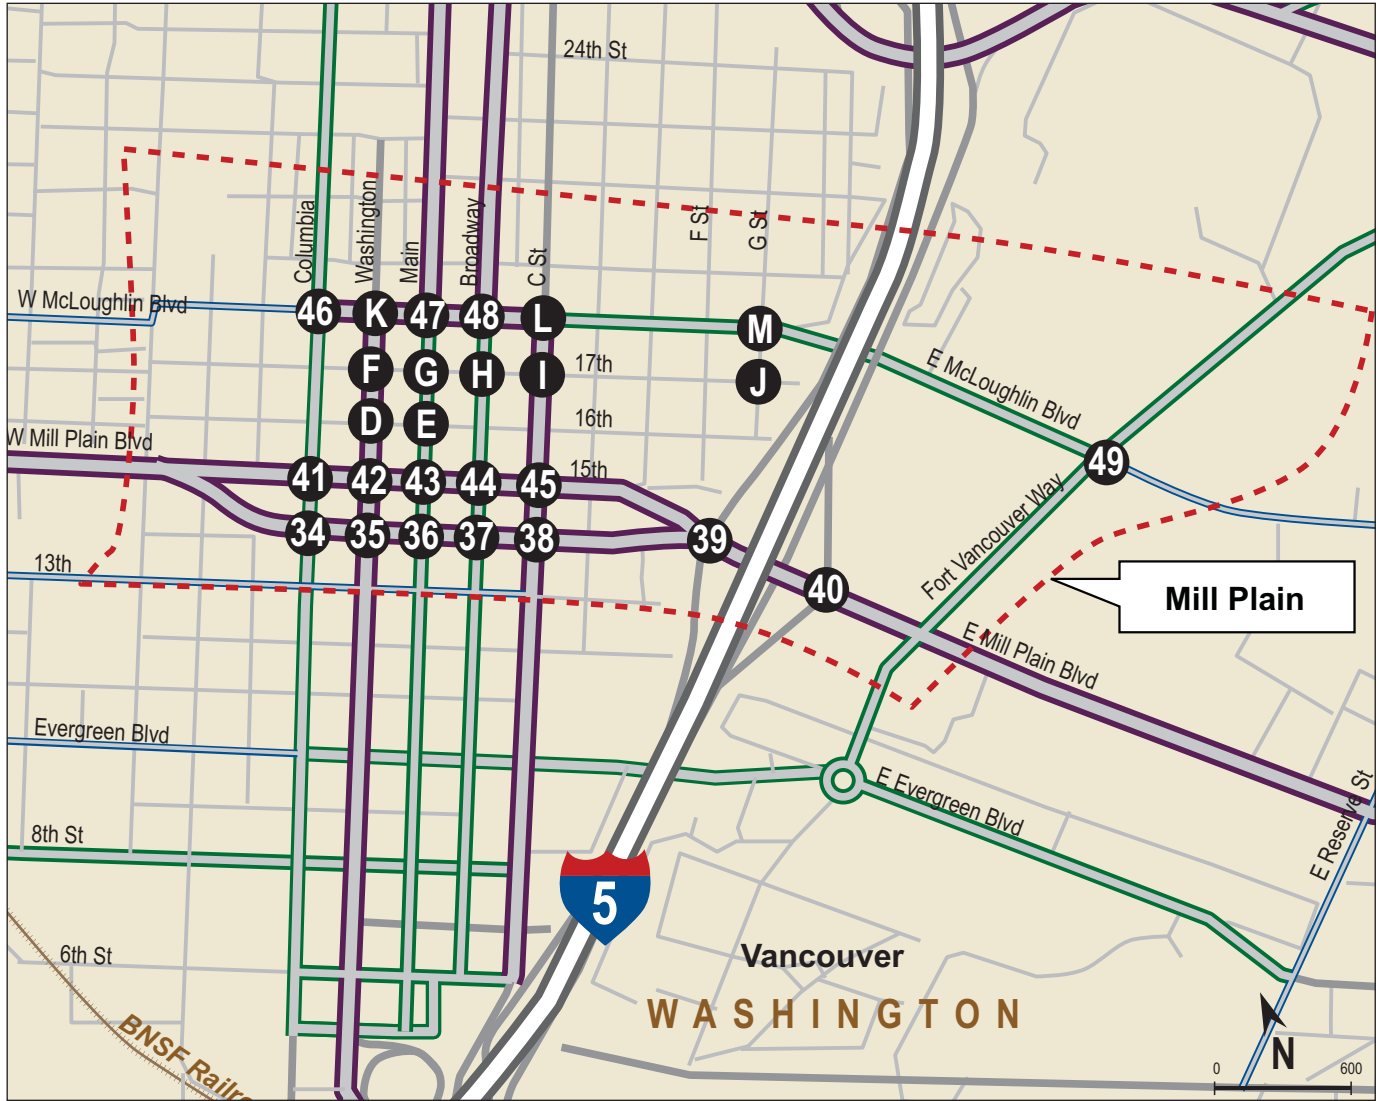 24th St
Columbia
Washington
Main
Broadway
C St
F St
G St
W McLoughlin Blvd
46
K
47
48
L
M
F
G
H
I
17th
J
E McLoughlin Blvd
D
E
16th
W Mill Plain Blvd
41
42
43
44
45
15th
49
34
35
36
37
38
39
Fort Vancouver Way
13th
40
Mill Plain
E Mill Plain Blvd
Evergreen Blvd
E Evergreen Blvd
E Reserve St
8th St
5
6th St
Vancouver
WASHINGTON
BNSF Railro
N
0 600